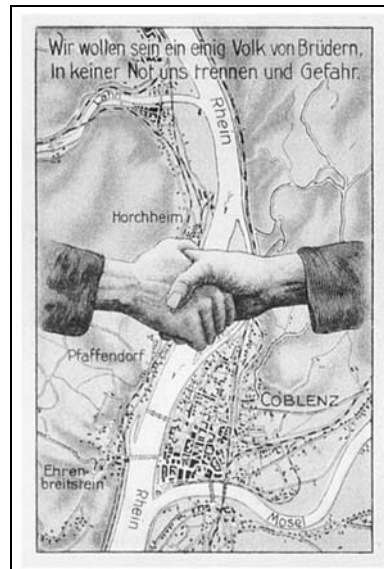 Wir wollen sein ein einig Volk von Brüdern,
In keiner Not uns trennen und Gefahr.
Lahn
Rhein
Horchheim
Pfaffendorf
COBLENZ
Ehren-
breitstein
Rhein
Mosel